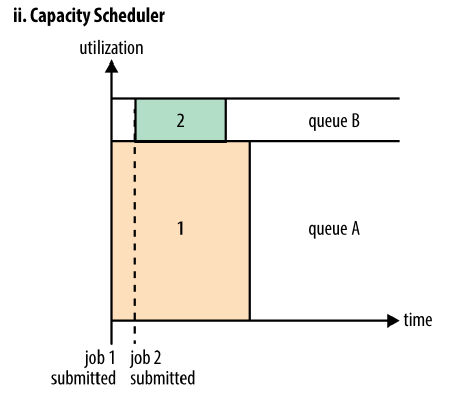 ii. Capacity Scheduler
utilization
2
queue B
1
queue A
time
job 1
submitted
job 2
submitted